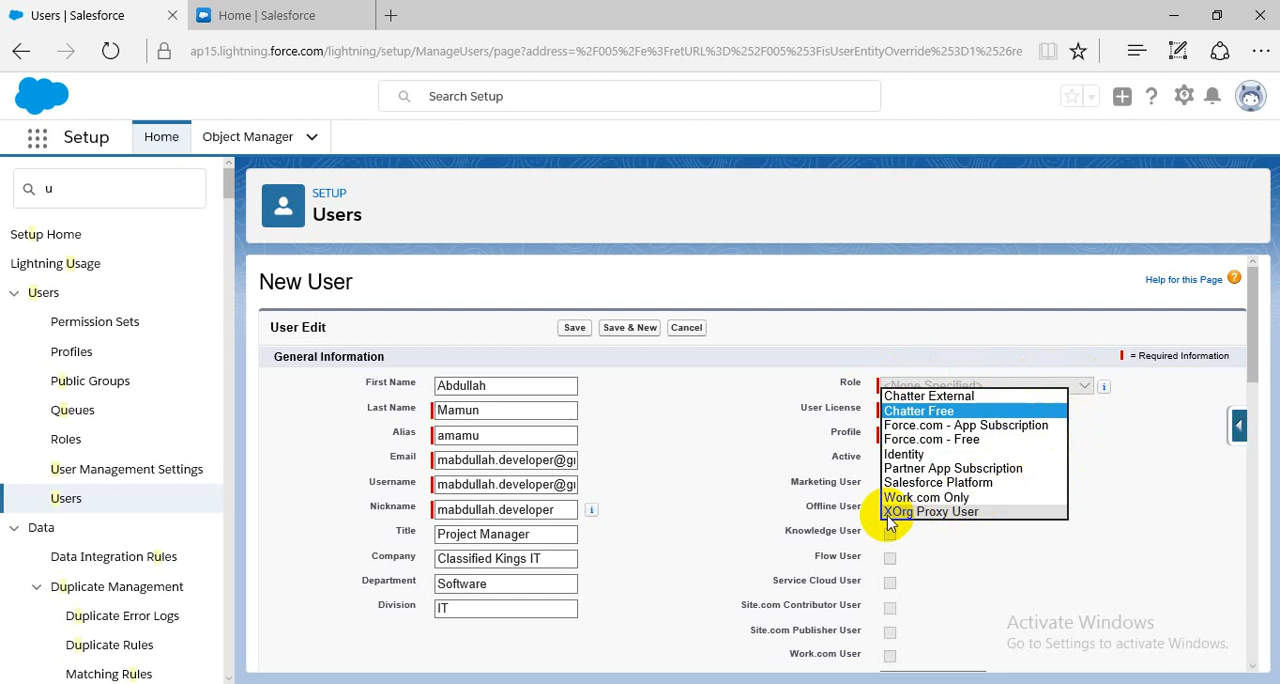 Users | Salesforce
Home | Salesforce
ap15.lightning.force.com/lightning/setup/ManageUsers/page?address=%2F005%2Fe%3FretURL%3D%252F005%253FisUserEntityOverride%253D1%2526re
Search Setup
Setup
Home
Object Manager
u
Setup Home
Lightning Usage
Users
Permission Sets
Profiles
Public Groups
Queues
Roles
User Management Settings
Users
Data
Data Integration Rules
Duplicate Management
Duplicate Error Logs
Duplicate Rules
Matching Rules
SETUP
Users
New User
Help for this Page
User Edit
Save
Save & New
Cancel
General Information
= Required Information
First Name
Abdullah
Last Name
Mamun
Alias
amamu
Email
mabdullah.developer@g
Username
mabdullah.developer@g
Nickname
mabdullah.developer
Title
Project Manager
Company
Classified Kings IT
Department
Software
Division
IT
Role
<None Specified>
User License
Profile
Active
Marketing User
Offline User
Knowledge User
Flow User
Service Cloud User
Site.com Contributor User
Site.com Publisher User
Work.com User
Chatter External
Chatter Free
Force.com - App Subscription
Force.com - Free
Identity
Partner App Subscription
Salesforce Platform
Work.com Only
XOrg Proxy User
Activate Windows
Go to Settings to activate Windows.